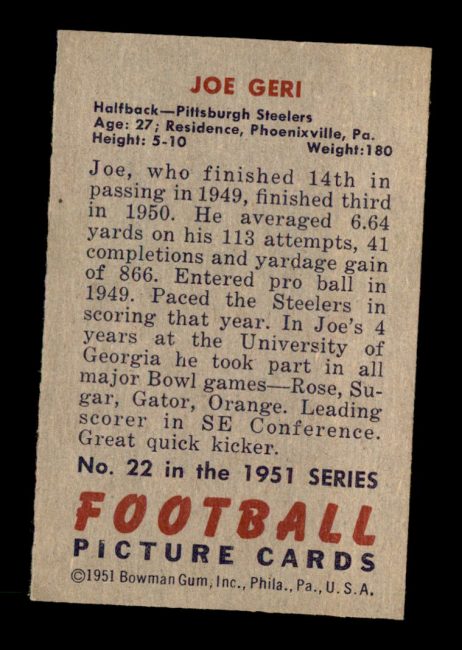 JOE GERI
Halfback—Pittsburgh Steelers
Age: 27; Residence, Phoenixville, Pa.
Height: 5-10 Weight:180
Joe, who finished 14th in
passing in 1949, finished third
in 1950. He averaged 6.64
yards on his 113 attempts, 41
completions and yardage gain
of 866. Entered pro ball in
1949. Paced the Steelers in
scoring that year. In Joe's 4
years at the University of
Georgia he took part in all
major Bowl games—Rose, Su-
gar, Gator, Orange. Leading
scorer in SE Conference.
Great quick kicker.
No. 22 in the 1951 SERIES
FOOTBALL
PICTURE CARDS
©1951 Bowman Gum, Inc., Phila., Pa., U.S.A.